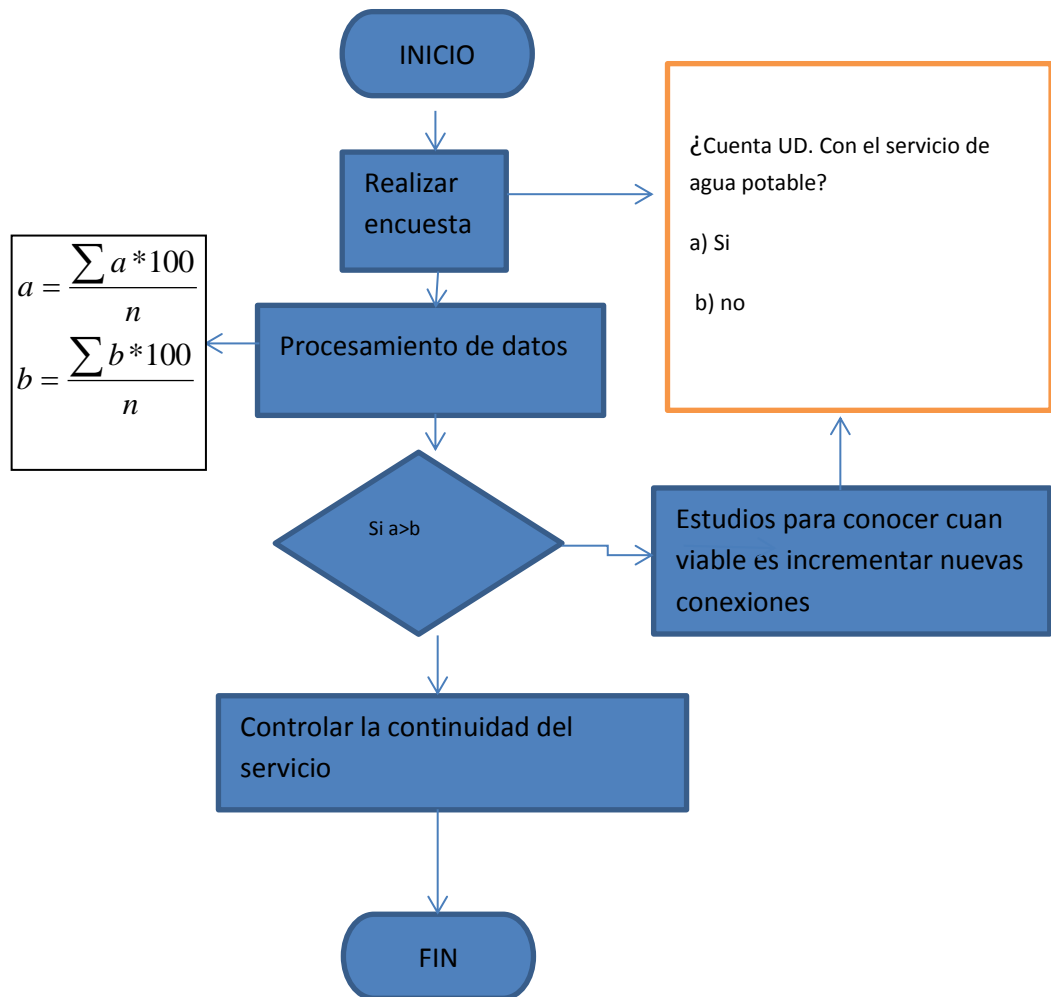 INICIO
¿Cuenta UD. Con el servicio de
agua potable?
a) Si
b) no
Realizar
encuesta
a = ∑ a * 100 / n
b = ∑ b * 100 / n
Procesamiento de datos
Si a>b
Estudios para conocer cuan
viable es incrementar nuevas
conexiones
Controlar la continuidad del
servicio
FIN